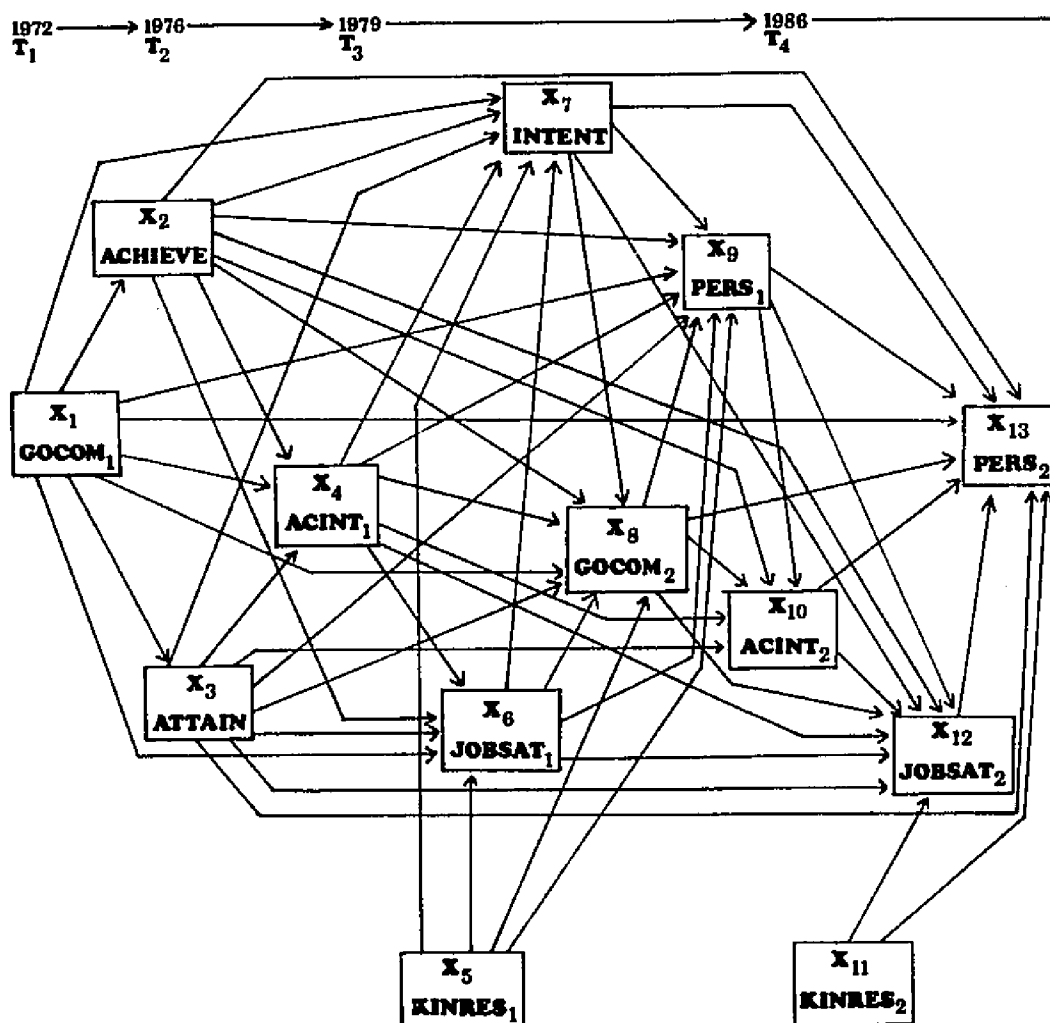 1972 1976 1979 1986
T1 T2 T3 T4
X7
INTENT
X2
ACHIEVE
X9
PERS1
X1
GOCOM1
X13
PERS2
X4
ACINT1
X8
GOCOM2
X10
ACINT2
X3
ATTAIN
X6
JOBSAT1
X12
JOBSAT2
X5
KINRES1
X11
KINRES2